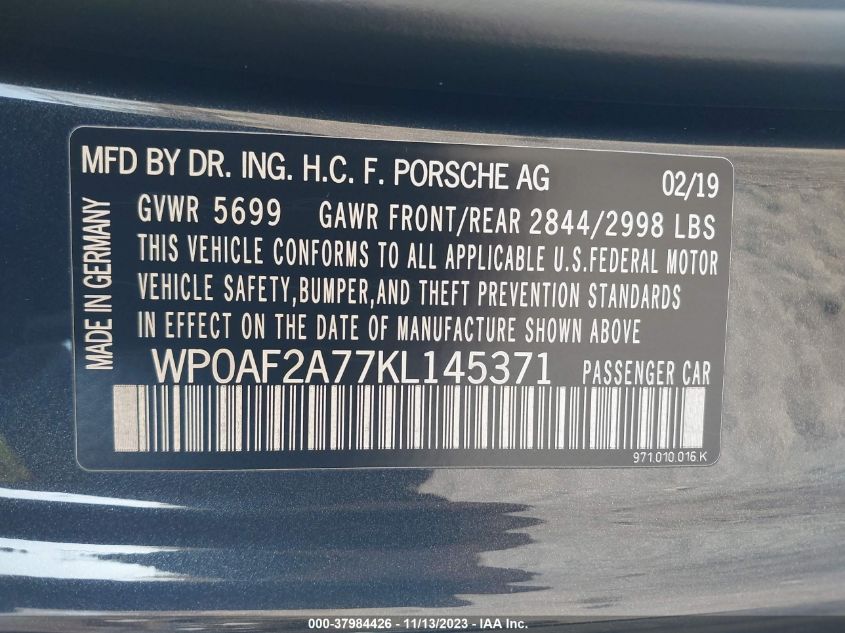 MFD BY DR. ING. H.C. F. PORSCHE AG 02/19
GVWR 5699 GAWR FRONT/REAR 2844/2998 LBS
THIS VEHICLE CONFORMS TO ALL APPLICABLE U.S.FEDERAL MOTOR
VEHICLE SAFETY,BUMPER,AND THEFT PREVENTION STANDARDS
IN EFFECT ON THE DATE OF MANUFACTURE SHOWN ABOVE
MADE IN GERMANY
WP0AF2A77KL145371 PASSENGER CAR
971.010.016.K
000-37984426 - 11/13/2023 - IAA Inc.